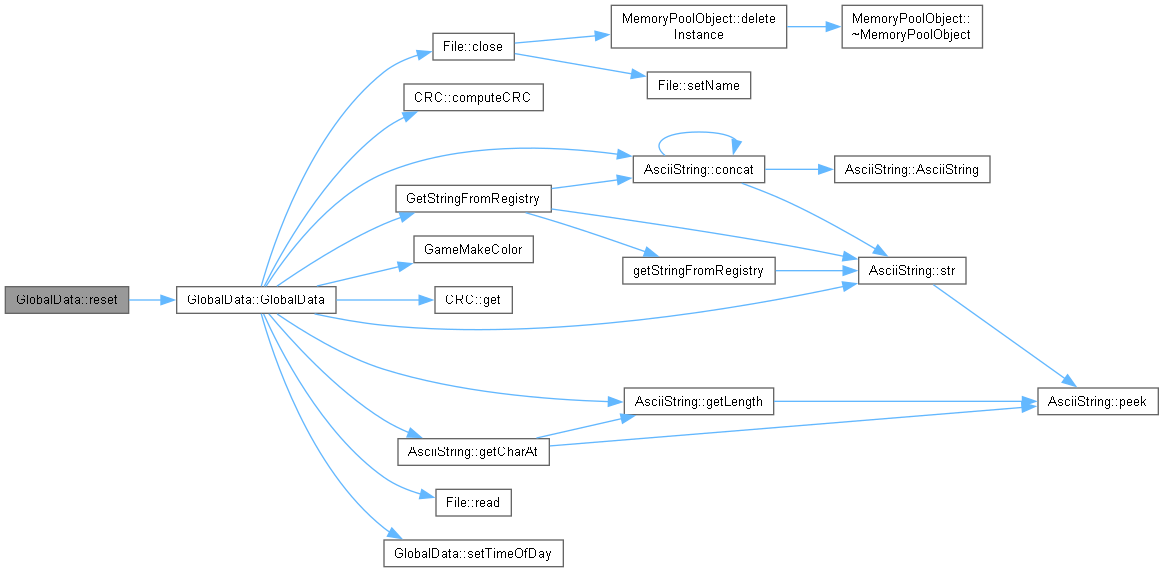 MemoryPoolObject::delete
Instance
MemoryPoolObject::
~MemoryPoolObject
File::close
File::setName
CRC::computeCRC
AsciiString::concat
AsciiString::AsciiString
GetStringFromRegistry
GameMakeColor
getStringFromRegistry
AsciiString::str
GlobalData::reset
GlobalData::GlobalData
CRC::get
AsciiString::getLength
AsciiString::peek
AsciiString::getCharAt
File::read
GlobalData::setTimeOfDay